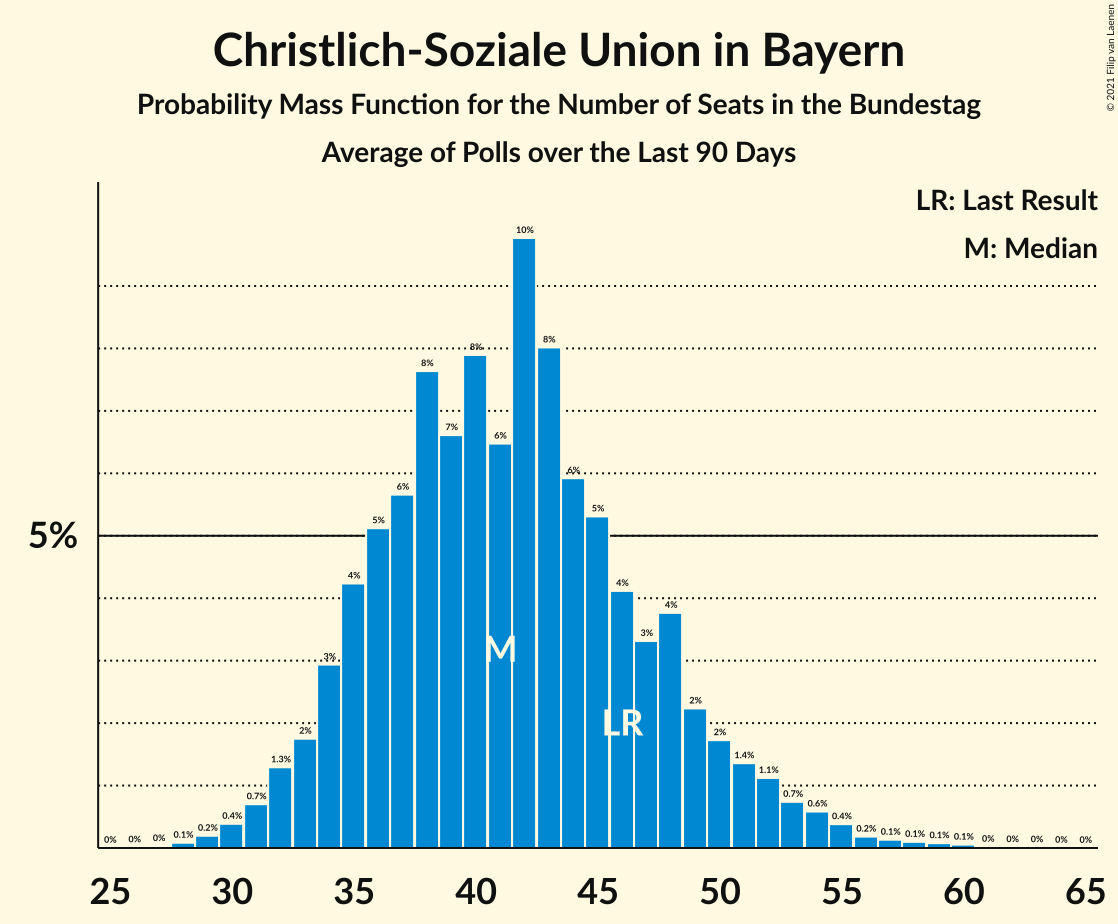 Christlich-Soziale Union in Bayern
Probability Mass Function for the Number of Seats in the Bundestag
Average of Polls over the Last 90 Days
© 2021 Filip van Laenen
LR: Last Result
M: Median
5%
0% 0% 0% 0.1% 0.2% 0.4% 0.7% 1.3% 2% 3% 4% 5% 6% 8% 7% 8% 6% 10% 8% 6% 5% 4% 3% 4% 2% 2% 1.4% 1.1% 0.7% 0.6% 0.4% 0.2% 0.1% 0.1% 0.1% 0.1% 0% 0% 0% 0% 0%
M
LR
25 30 35 40 45 50 55 60 65